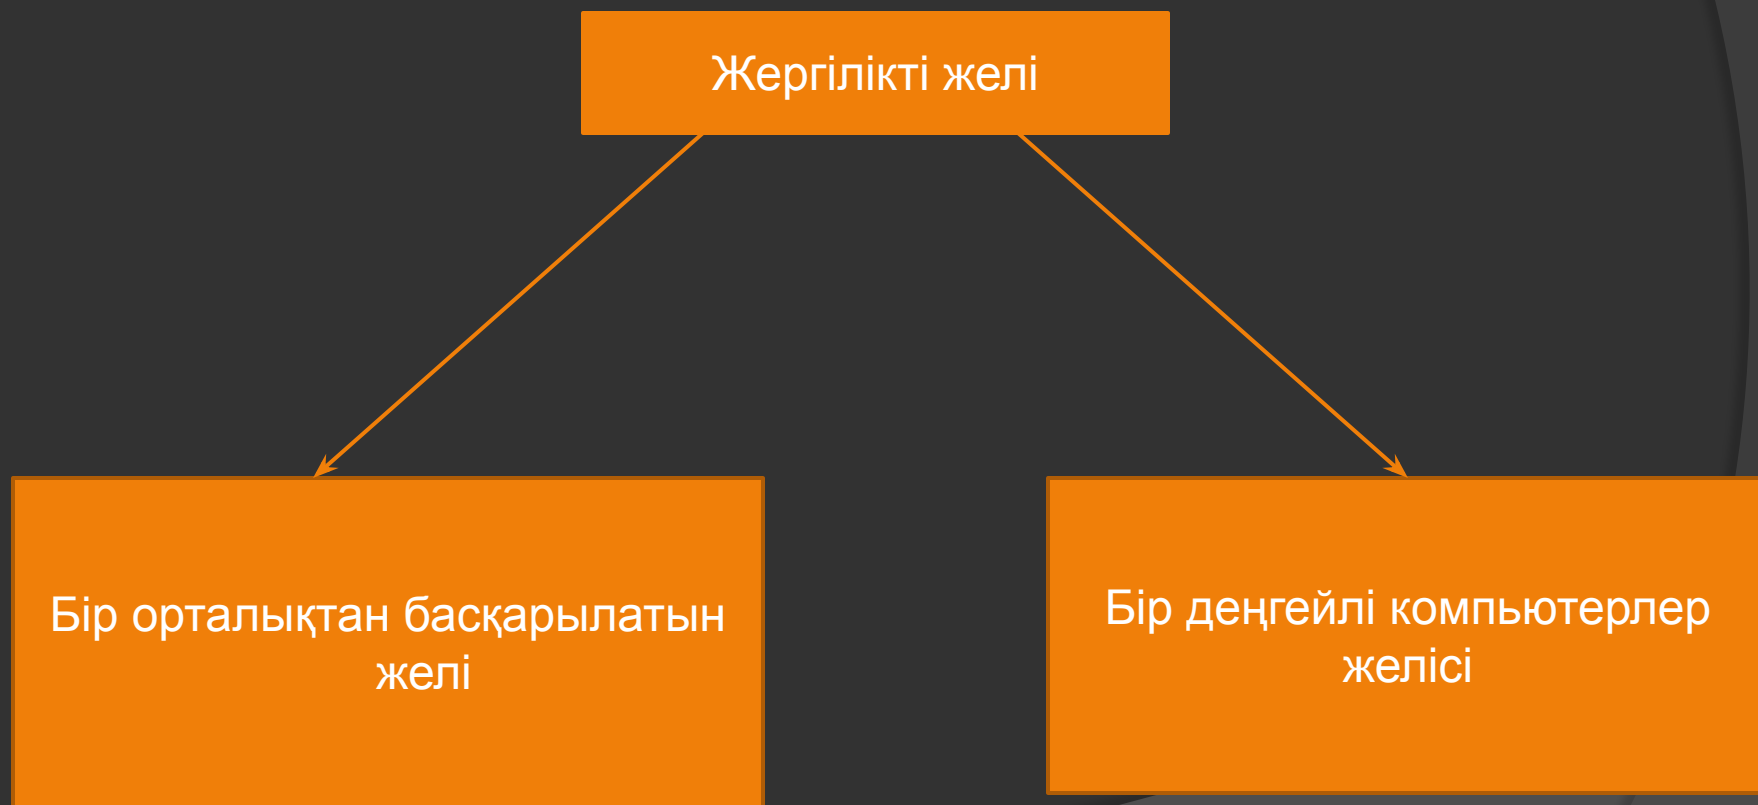 Жергілікті желі
Бір орталықтан басқарылатын
желі
Бір деңгейлі компьютерлер
желісі